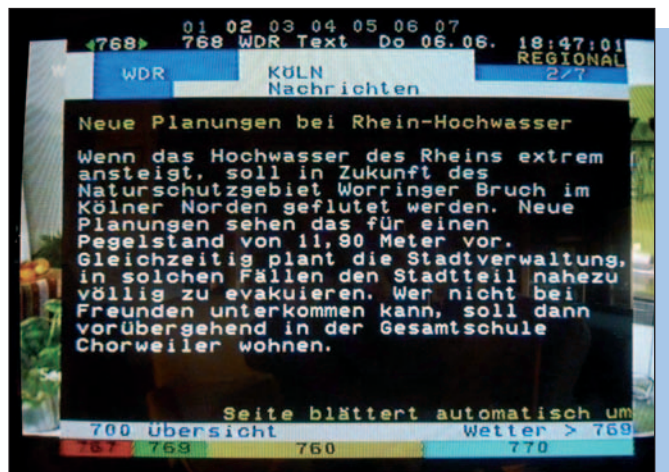 01 02 03 04 05 06 07
768 768 WDR Text Do 06.06. 18:47:01
REGIONAL
WDR KÖLN 2/7
Nachrichten
Neue Planungen bei Rhein-Hochwasser
Wenn das Hochwasser des Rheins extrem
ansteigt, soll in Zukunft des
Naturschutzgebiet Worringer Bruch im
Kölner Norden geflutet werden. Neue
Planungen sehen das für einen
Pegelstand von 11,90 Meter vor.
Gleichzeitig plant die Stadtverwaltung,
in solchen Fällen den Stadtteil nahezu
völlig zu evakuieren. Wer nicht bei
Freunden unterkommen kann, soll dann
vorübergehend in der Gesamtschule
Chorweiler wohnen.
Seite blättert automatisch um
700 Übersicht Wetter > 769
767 769 760 770